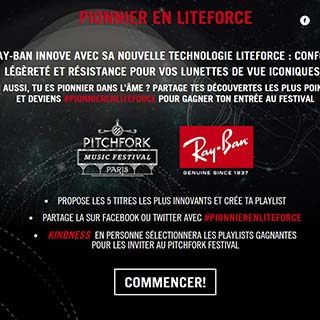 PIONNIER EN LITEFORCE
AY-BAN INNOVE AVEC SA NOUVELLE TECHNOLOGIE LITEFORCE : CONF
LÉGÈRETÉ ET RÉSISTANCE POUR VOS LUNETTES DE VUE ICONIQUES
AUSSI, TU ES PIONNIER DANS L'ÂME ? PARTAGE TES DÉCOUVERTES LES PLUS POIN
ET DEVIENS #PIONNIERENLITEFORCE POUR GAGNER TON ENTRÉE AU FESTIVAL
PITCHFORK
MUSIC FESTIVAL
PARIS
Ray-Ban
GENUINE SINCE 1937
• PROPOSE LES 5 TITRES LES PLUS INNOVANTS ET CRÉE TA PLAYLIST
• PARTAGE LA SUR FACEBOOK OU TWITTER AVEC #PIONNIERENLITEFORCE
• KINDNESS EN PERSONNE SÉLECTIONNERA LES PLAYLISTS GAGNANTES
POUR LES INVITER AU PITCHFORK FESTIVAL
COMMENCER!